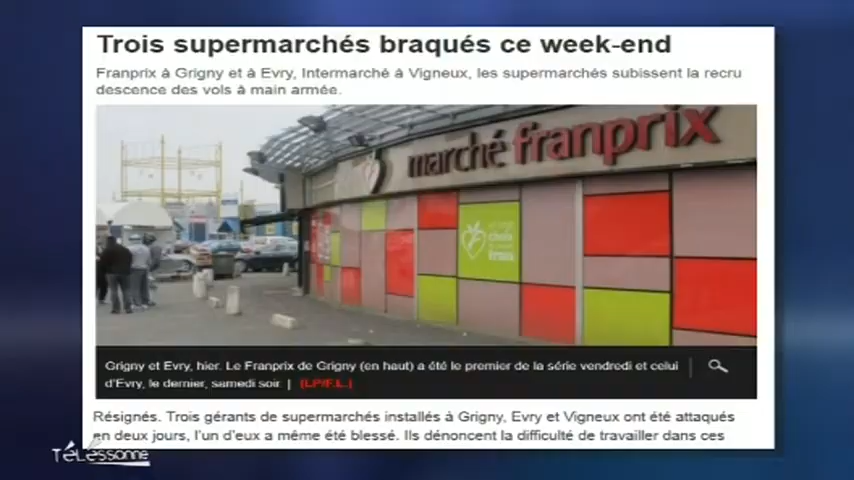 Trois supermarchés braqués ce week-end
Franprix à Grigny et à Evry, Intermarché à Vigneux, les supermarchés subissent la recru
descence des vols à main armée.
marché franprix
choix
frais
Grigny et Evry, hier. Le Franprix de Grigny (en haut) a été le premier de la série vendredi et celui
d'Evry, le dernier, samedi soir. | (LP/F.L.)
Résignés. Trois gérants de supermarchés installés à Grigny, Evry et Vigneux ont été attaqués
en deux jours, l'un d'eux a même été blessé. Ils dénoncent la difficulté de travailler dans ces
TéLéssonne